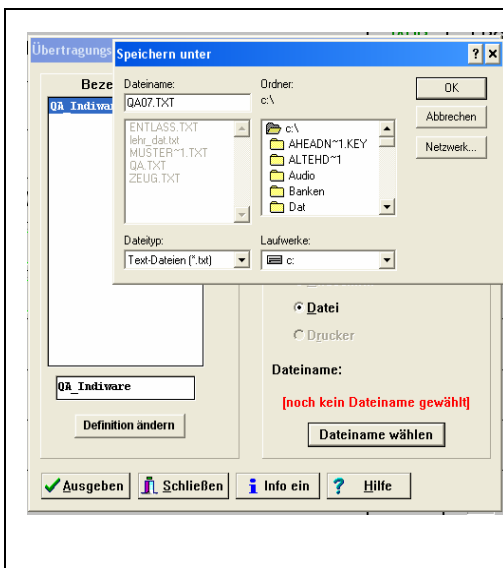 Übertragungs
Speichern unter
Beze
QA_Indiwar
Dateiname:
QA07.TXT
ENTLASS.TXT
lehr_dat.txt
MUSTER~1.TXT
QA.TXT
ZEUG.TXT
Ordner:
c:\
c:\
AHEADN~1.KEY
ALTEHD~1
Audio
Banken
Dat
OK
Abbrechen
Netzwerk...
Dateityp:
Text-Dateien (*.txt)
Laufwerke:
c:
Datei
Drucker
Dateiname:
[noch kein Dateiname gewählt]
Dateiname wählen
QA_Indiware
Definition ändern
Ausgeben
Schließen
Info ein
Hilfe